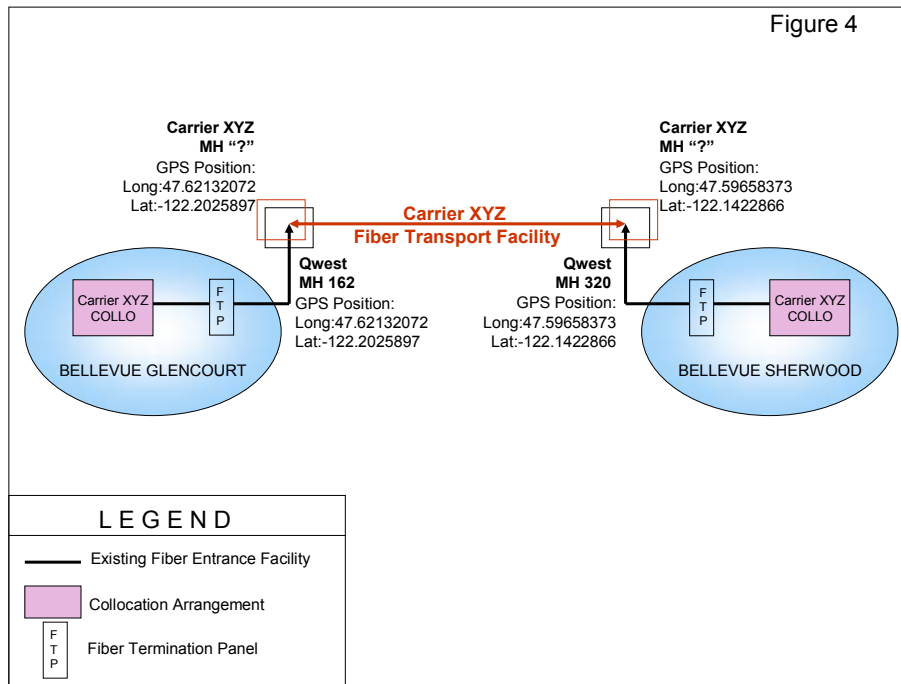 Figure 4
Carrier XYZ
MH “?”
GPS Position:
Long:47.62132072
Lat:-122.2025897
Carrier XYZ
MH “?”
GPS Position:
Long:47.59658373
Lat:-122.1422866
Carrier XYZ
Fiber Transport Facility
Qwest
MH 162
GPS Position:
Long:47.62132072
Lat:-122.2025897
Qwest
MH 320
GPS Position:
Long:47.59658373
Lat:-122.1422866
Carrier XYZ
COLLO
F
T
P
BELLEVUE GLENCOURT
F
T
P
Carrier XYZ
COLLO
BELLEVUE SHERWOOD
L E G E N D
Existing Fiber Entrance Facility
Collocation Arrangement
F
T
P
Fiber Termination Panel